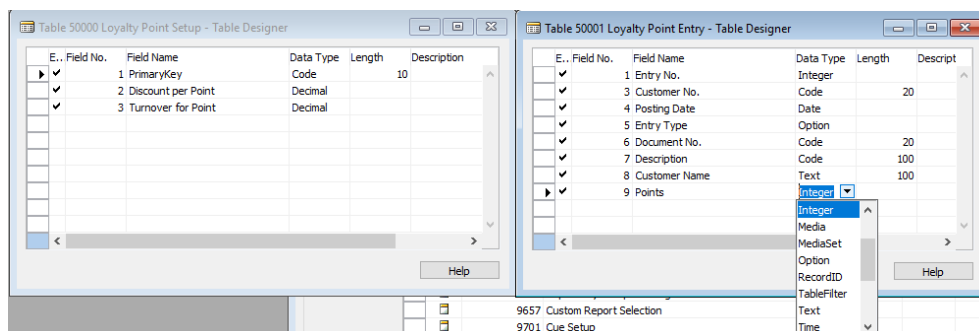 Table 50000 Loyalty Point Setup - Table Designer
E.. Field No. Field Name Data Type Length Description
1 PrimaryKey Code 10
2 Discount per Point Decimal
3 Turnover for Point Decimal
Help
Table 50001 Loyalty Point Entry - Table Designer
E.. Field No. Field Name Data Type Length Descript
1 Entry No. Integer
3 Customer No. Code 20
4 Posting Date Date
5 Entry Type Option
6 Document No. Code 20
7 Description Code 100
8 Customer Name Text 100
9 Points Integer
Integer
Media
MediaSet
Option
RecordID
TableFilter
Text
Time
Help
9657 Custom Report Selection
9701 Cue Setup